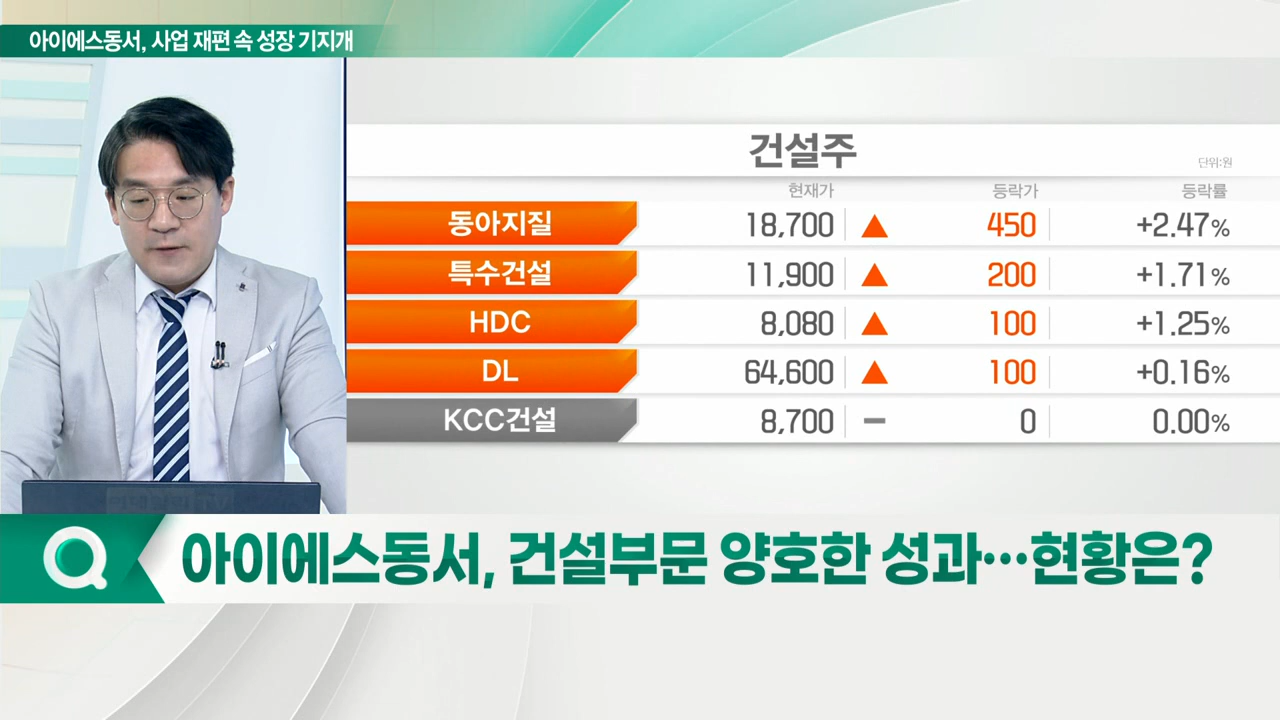 아이에스동서, 사업 재편 속 성장 기지개
건설주
단위:원
현재가 등락가 등락률
동아지질 18,700 ▲ 450 +2.47%
특수건설 11,900 ▲ 200 +1.71%
HDC 8,080 ▲ 100 +1.25%
DL 64,600 ▲ 100 +0.16%
KCC건설 8,700 - 0 0.00%
아이에스동서, 건설부문 양호한 성과…현황은?